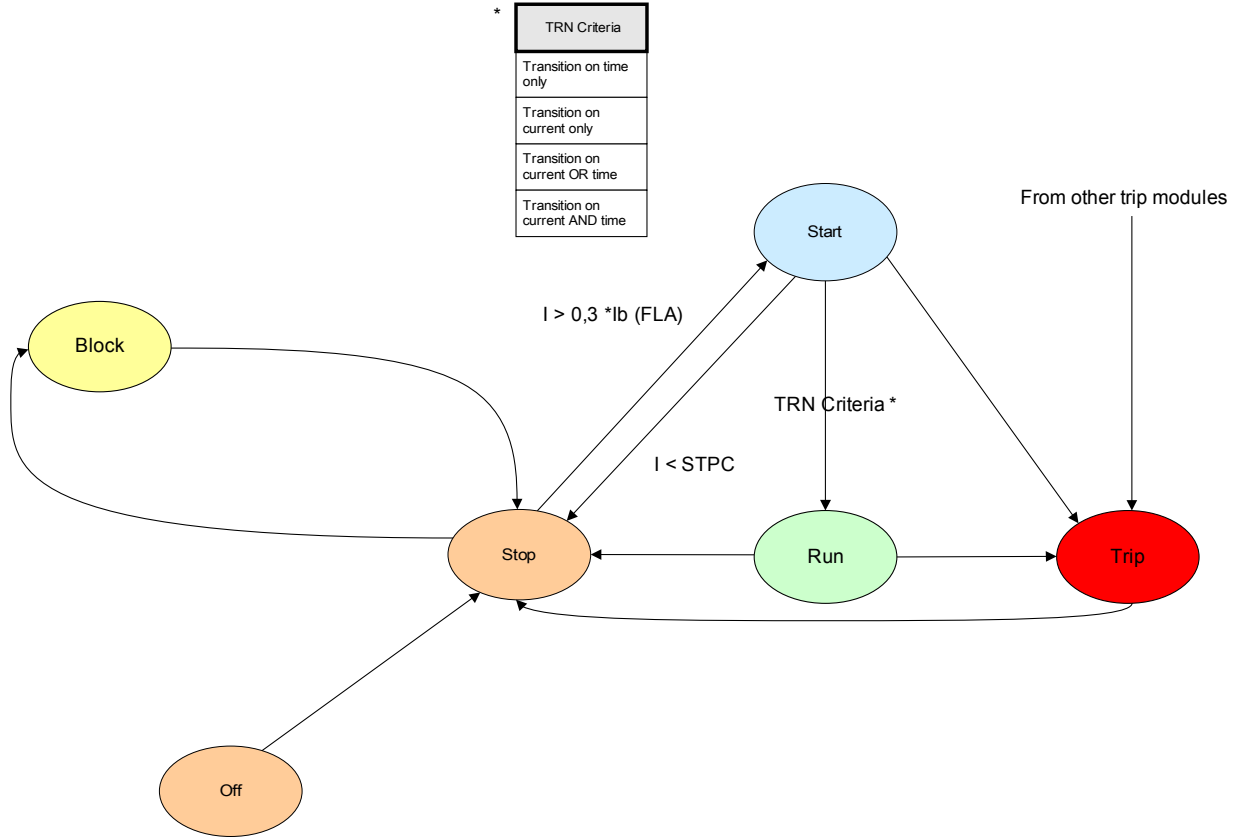 *
TRN Criteria
Transition on time
only
Transition on
current only
Transition on
current OR time
Transition on
current AND time
From other trip modules
Start
I > 0,3 *Ib (FLA)
Block
TRN Criteria *
I < STPC
Stop
Run
Trip
Off